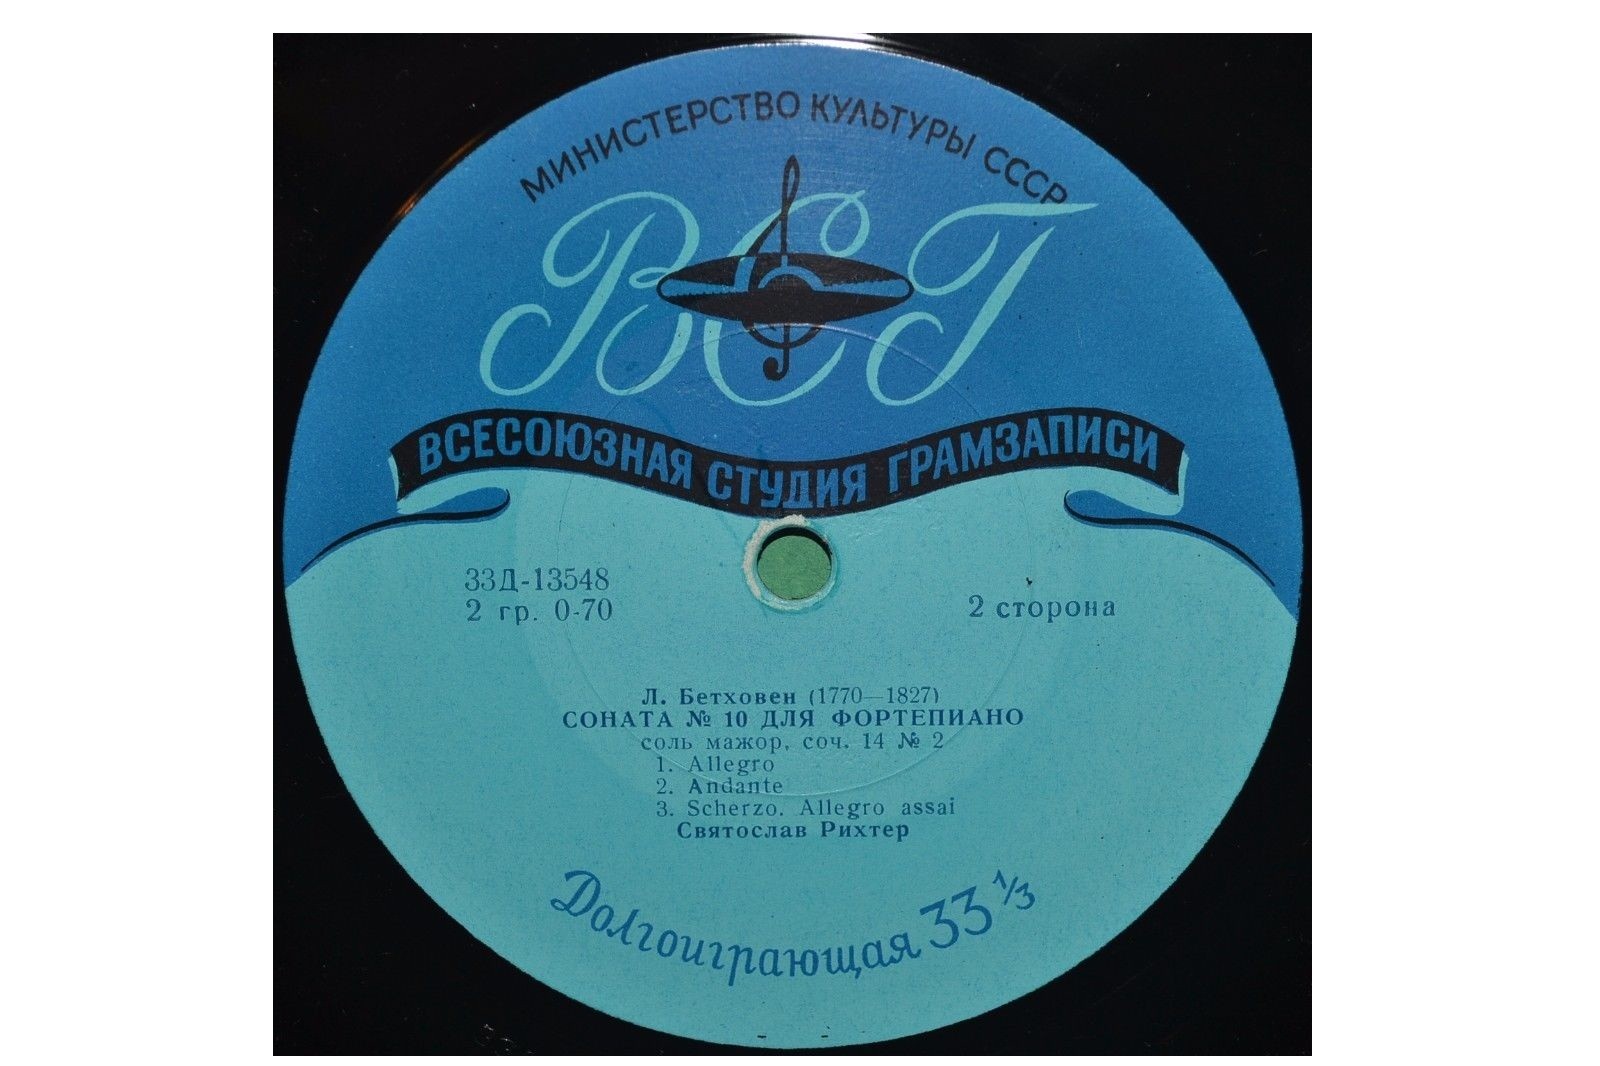 МИНИСТЕРСТВО КУЛЬТУРЫ СССР
ВСГ
ВСЕСОЮЗНАЯ СТУДИЯ ГРАМЗАПИСИ
33Д-13548
2 гр. 0-70
2 сторона
Л. Бетховен (1770—1827)
СОНАТА № 10 ДЛЯ ФОРТЕПИАНО
соль мажор, соч. 14 № 2
1. Allegro
2. Andante
3. Scherzo. Allegro assai
Святослав Рихтер
Долгоиграющая 33 1/3